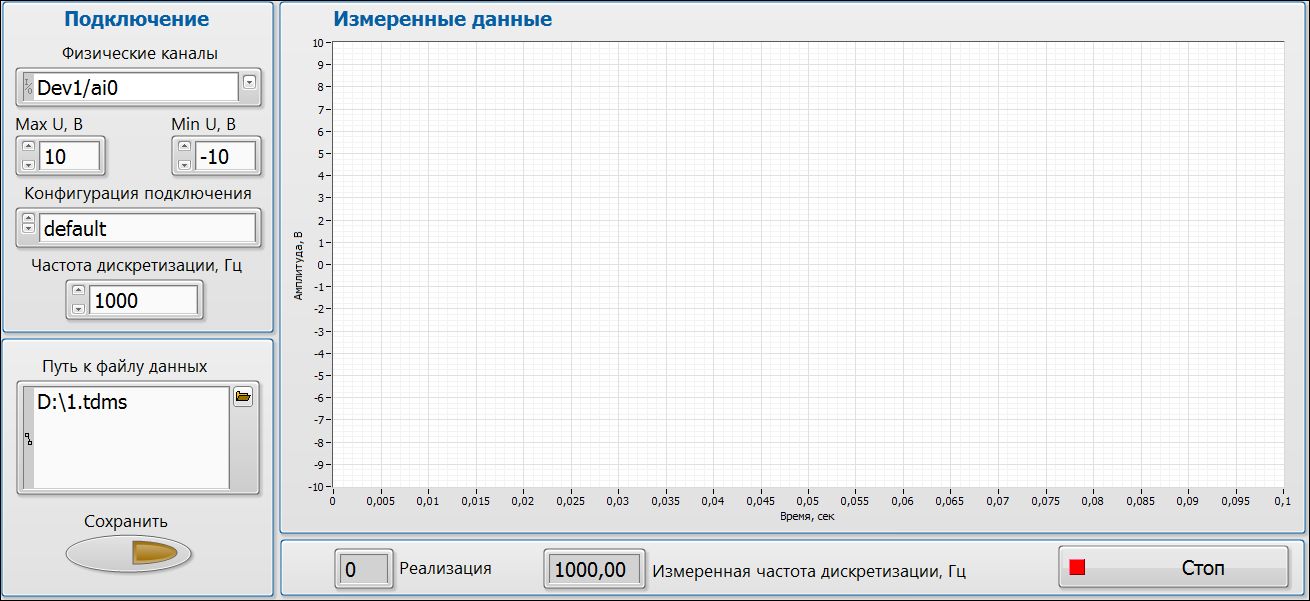 Подключение
Физические каналы
Dev1/ai0
Max U, В
Min U, В
10
-10
Конфигурация подключения
default
Частота дискретизации, Гц
1000
Путь к файлу данных
D:\1.tdms
Сохранить
Измеренные данные
Амплитуда, В
10
9
8
7
6
5
4
3
2
1
0
-1
-2
-3
-4
-5
-6
-7
-8
-9
-10
0 0,005 0,01 0,015 0,02 0,025 0,03 0,035 0,04 0,045 0,05 0,055 0,06 0,065 0,07 0,075 0,08 0,085 0,09 0,095 0,1
Время, сек
0 Реализация
1000,00 Измеренная частота дискретизации, Гц
Стоп